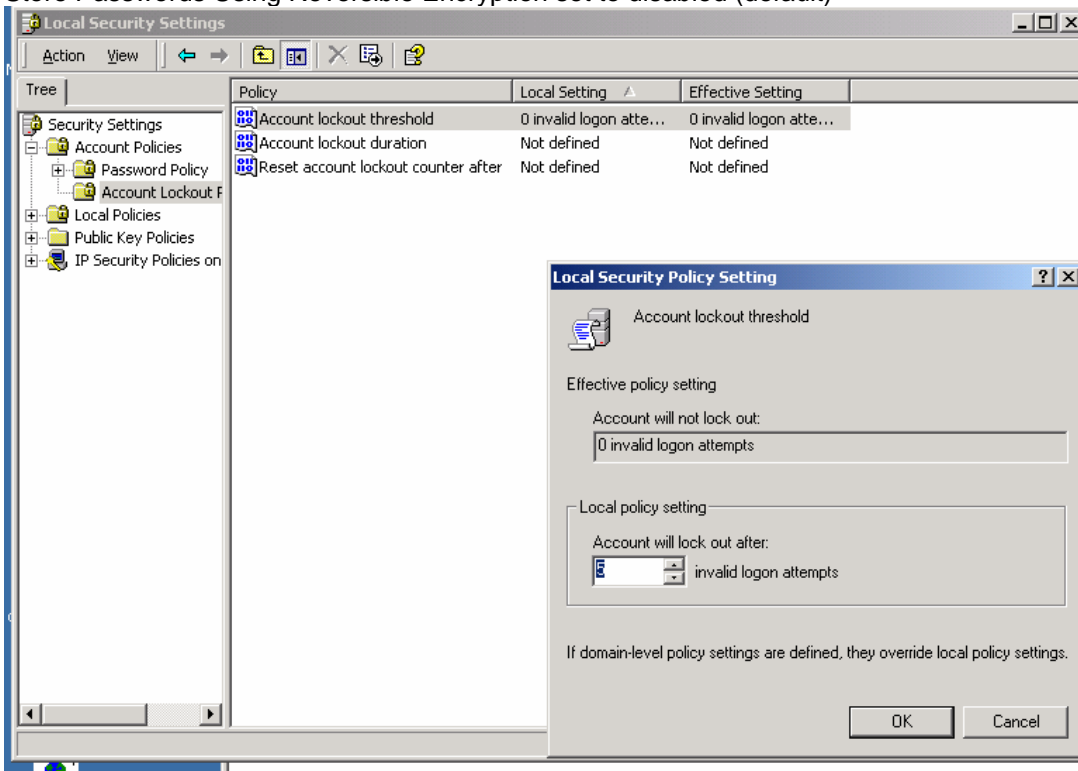 Store Passwords Using Reversible Encryption set to disabled (default)
Local Security Settings
Action View
Tree
Policy Local Setting Effective Setting
Security Settings
Account Policies
Password Policy
Account Lockout P
Local Policies
Public Key Policies
IP Security Policies on
Account lockout threshold 0 invalid logon atte... 0 invalid logon atte...
Account lockout duration Not defined Not defined
Reset account lockout counter after Not defined Not defined
Local Security Policy Setting
Account lockout threshold
Effective policy setting
Account will not lock out:
0 invalid logon attempts
Local policy setting
Account will lock out after:
5 invalid logon attempts
If domain-level policy settings are defined, they override local policy settings.
OK Cancel